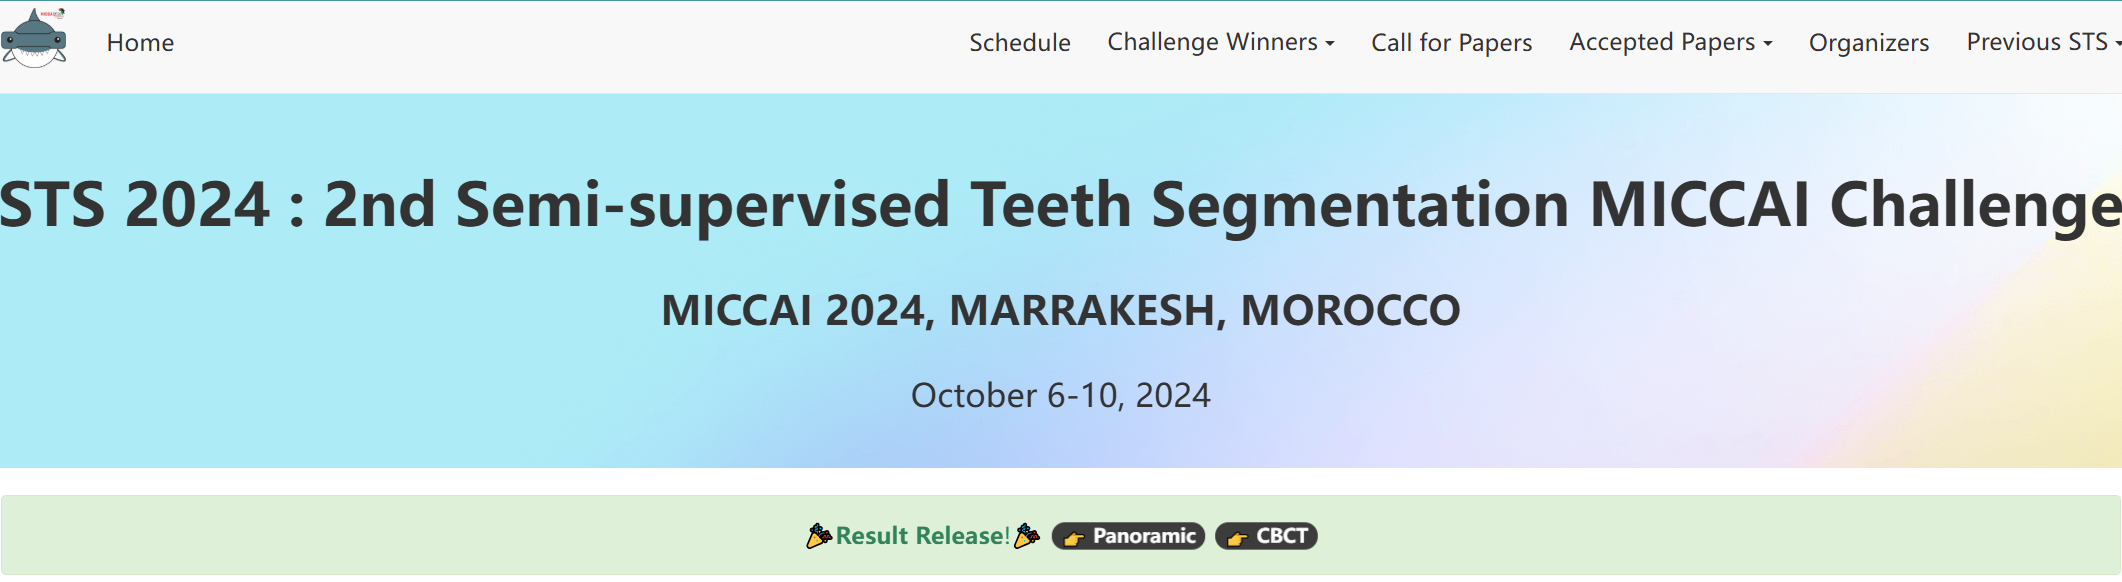 Home Schedule Challenge Winners Call for Papers Accepted Papers Organizers Previous STS
STS 2024 : 2nd Semi-supervised Teeth Segmentation MICCAI Challenge
MICCAI 2024, MARRAKESH, MOROCCO
October 6-10, 2024
🎉Result Release!🎉 👉 Panoramic 👉 CBCT